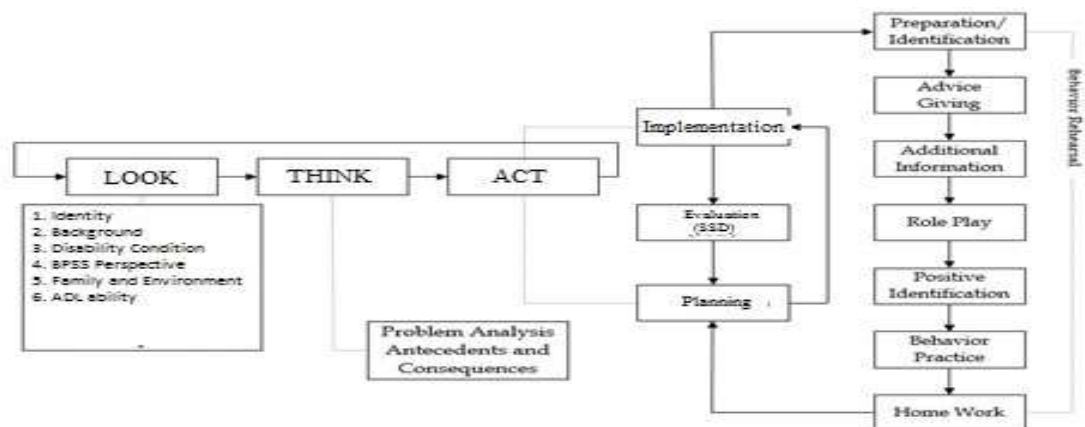 LOOK
THINK
ACT
1. Identity
2. Background
3. Disability Condition
4. BPSS Perspective
5. Family and Environment
6. ADL ability
Problem Analysis
Antecedents and
Consequences
Implementation
Evaluation
(SSD)
Planning
Preparation/
Identification
Advice
Giving
Additional
Information
Role Play
Positive
Identification
Behavior
Practice
Home Work
Behavior Rehearsal